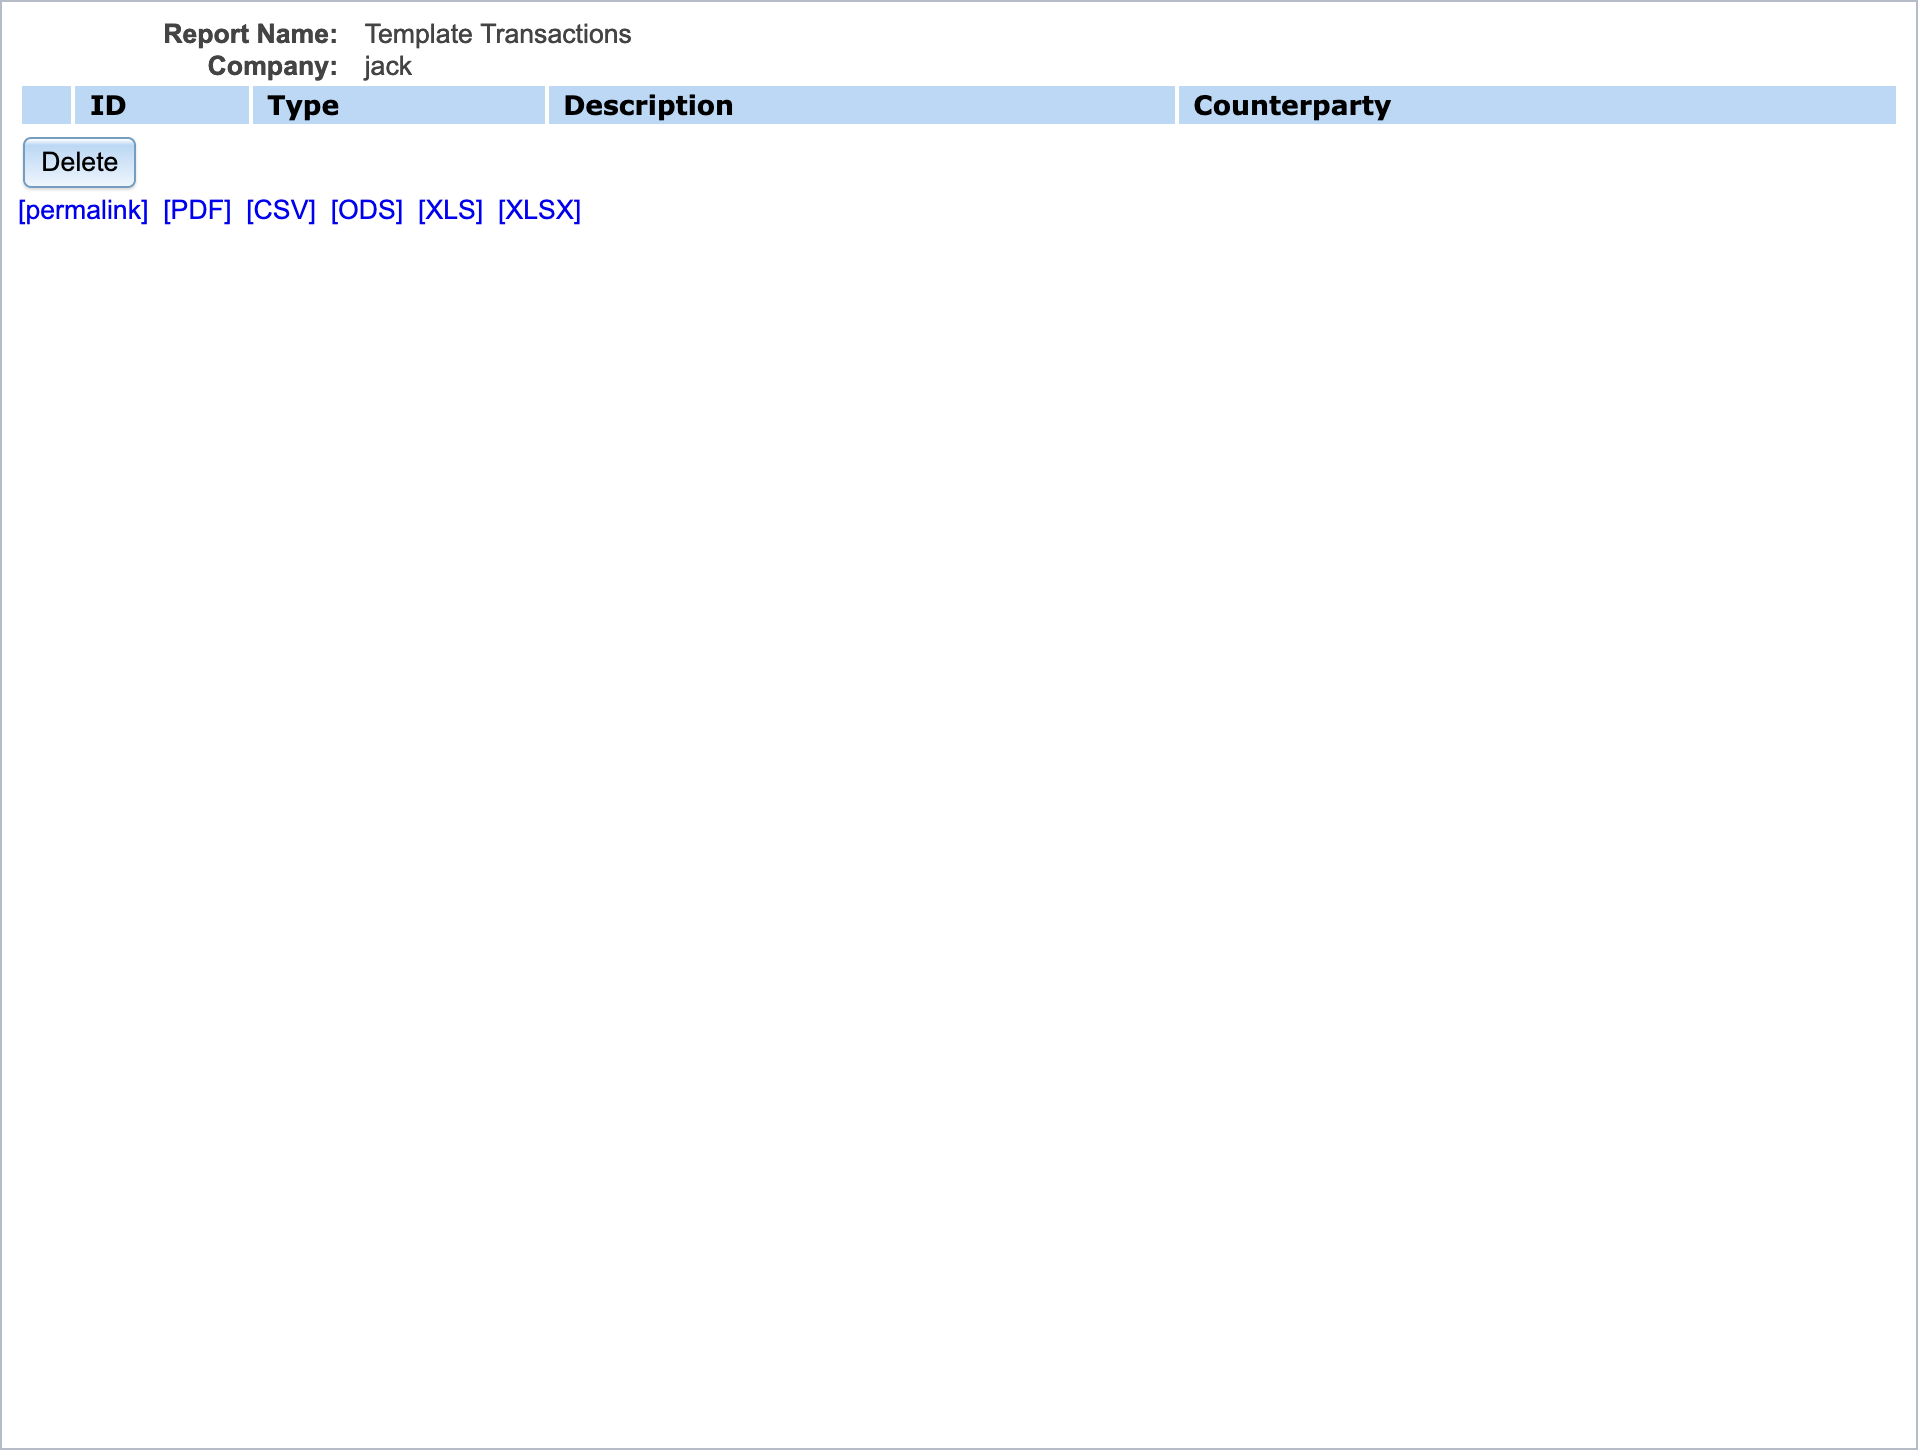 Report Name: Template Transactions
Company: jack
ID Type Description Counterparty
Delete
[permalink] [PDF] [CSV] [ODS] [XLS] [XLSX]